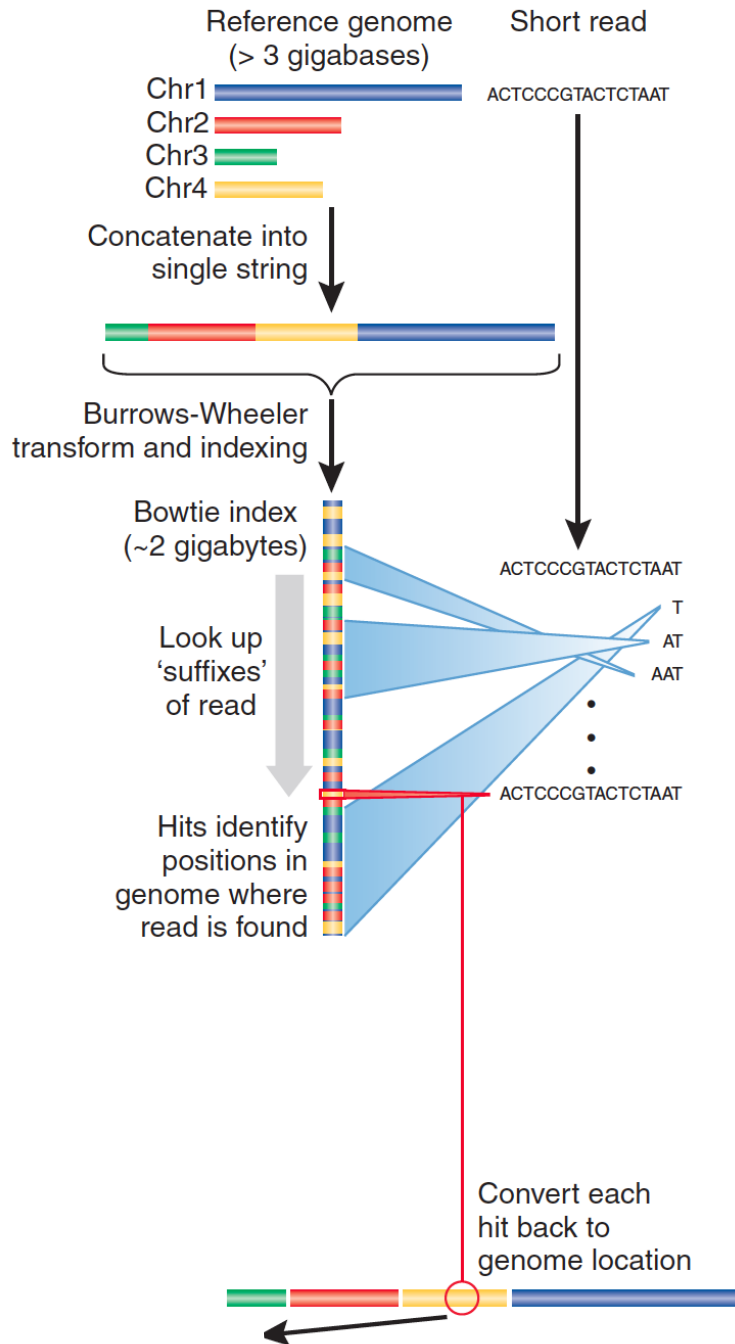 Reference genome
(> 3 gigabases)
Short read
Chr1
ACTCCCGTACTCTAAT
Chr2
Chr3
Chr4
Concatenate into
single string
Burrows-Wheeler
transform and indexing
Bowtie index
(~2 gigabytes)
ACTCCCGTACTCTAAT
T
Look up
‘suffixes’
of read
AT
AAT
ACTCCCGTACTCTAAT
Hits identify
positions in
genome where
read is found
Convert each
hit back to
genome location